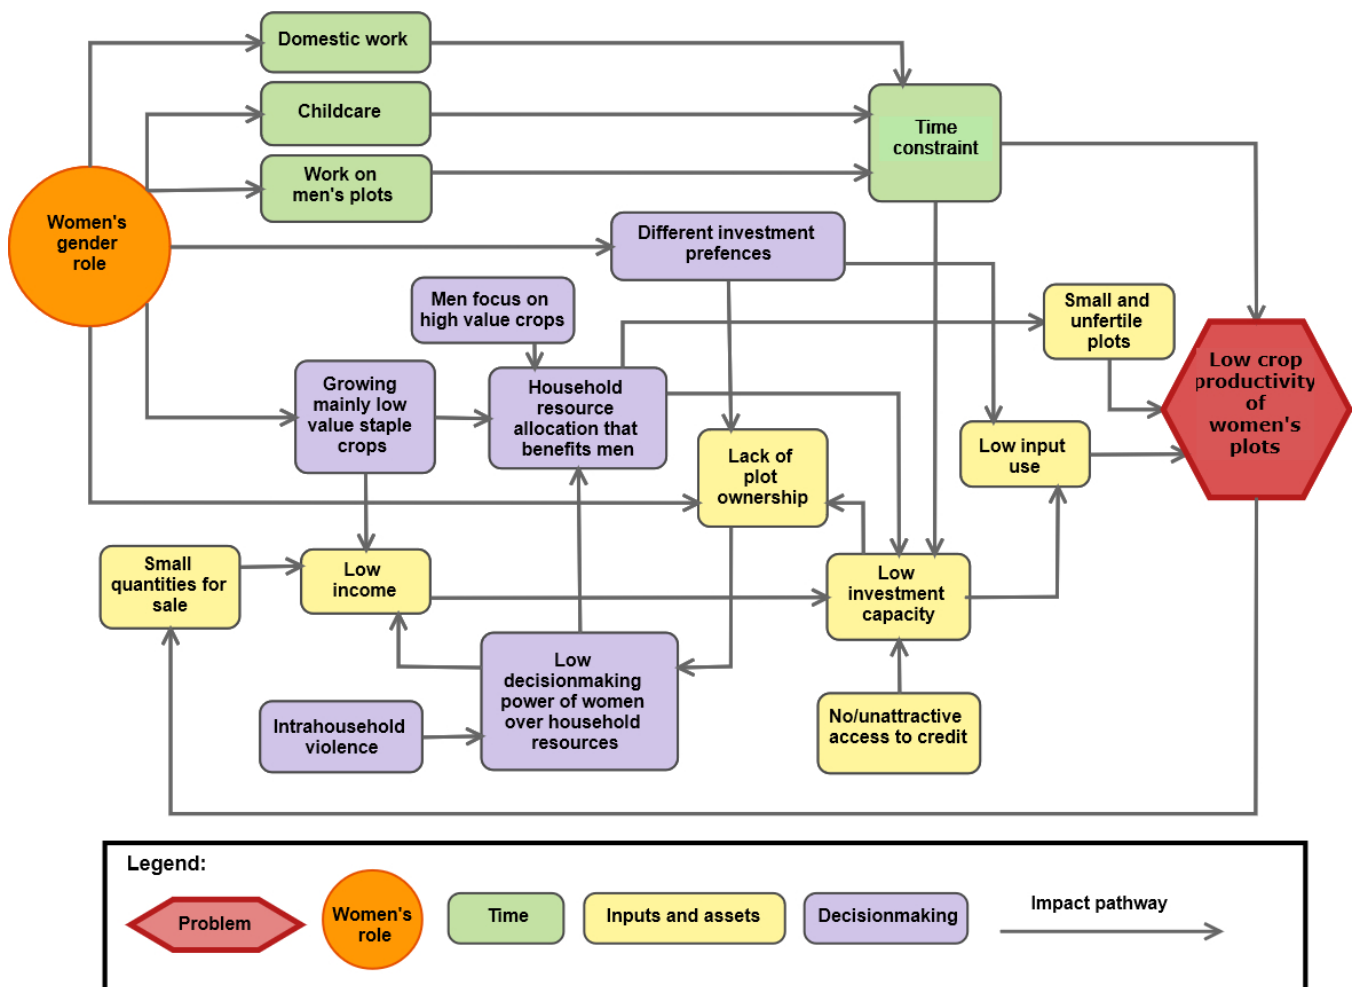 Domestic work
Childcare
Work on
men's plots
Time
constraint
Women's
gender
role
Different investment
prefences
Men focus on
high value crops
Small and
unfertile
plots
Growing
mainly low
value staple
crops
Household
resource
allocation that
benefits men
Low crop
productivity
of
women's
plots
Lack of
plot
ownership
Low input
use
Small
quantities for
sale
Low
income
Low
investment
capacity
Low
decisionmaking
power of women
over household
resources
Intrahousehold
violence
No/unattractive
access to credit
Legend:
Problem
Women's
role
Time
Inputs and assets
Decisionmaking
Impact pathway